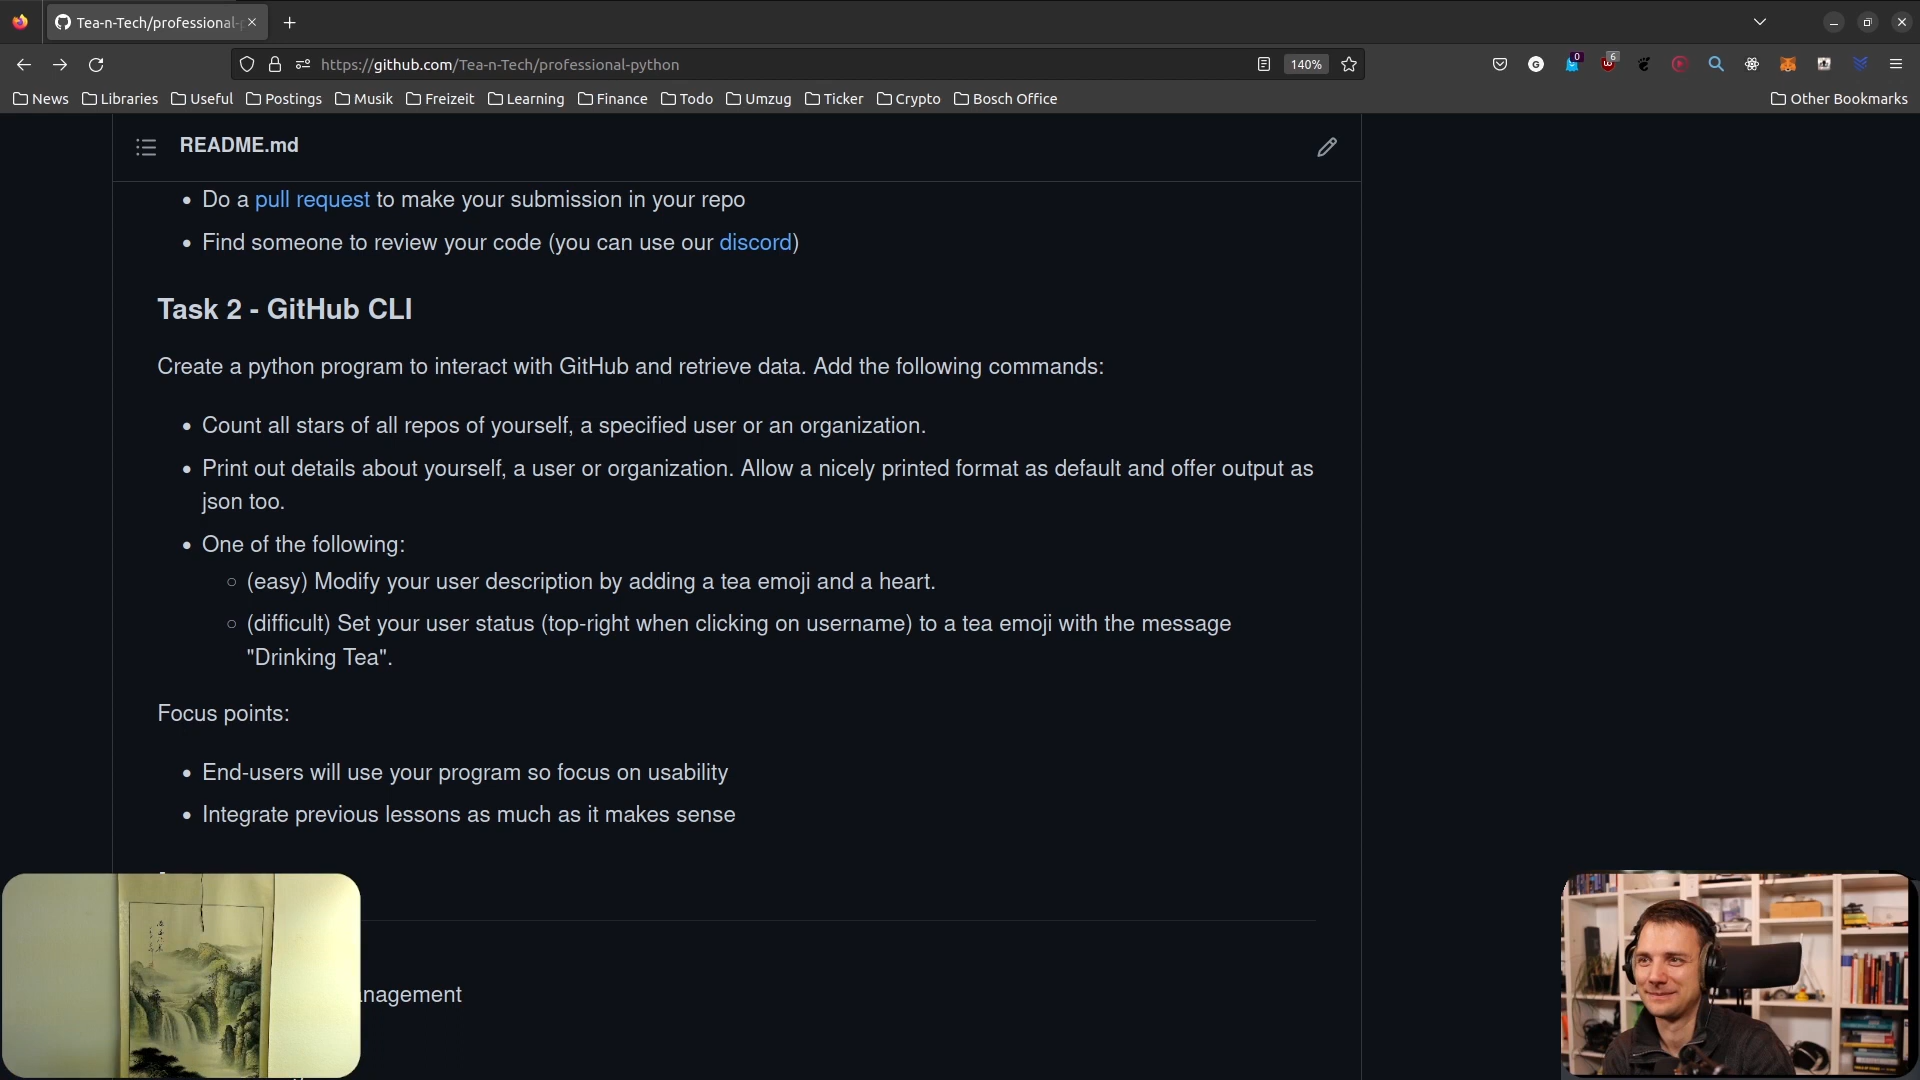 Tea-n-Tech/professional-
https://github.com/Tea-n-Tech/professional-python
140%
0
6
News Libraries Useful Postings Musik Freizeit Learning Finance Todo Umzug Ticker Crypto Bosch Office Other Bookmarks
README.md
Do a pull request to make your submission in your repo
Find someone to review your code (you can use our discord)
Task 2 - GitHub CLI
Create a python program to interact with GitHub and retrieve data. Add the following commands:
Count all stars of all repos of yourself, a specified user or an organization.
Print out details about yourself, a user or organization. Allow a nicely printed format as default and offer output as
json too.
One of the following:
(easy) Modify your user description by adding a tea emoji and a heart.
(difficult) Set your user status (top-right when clicking on username) to a tea emoji with the message
"Drinking Tea".
Focus points:
End-users will use your program so focus on usability
Integrate previous lessons as much as it makes sense
nagement